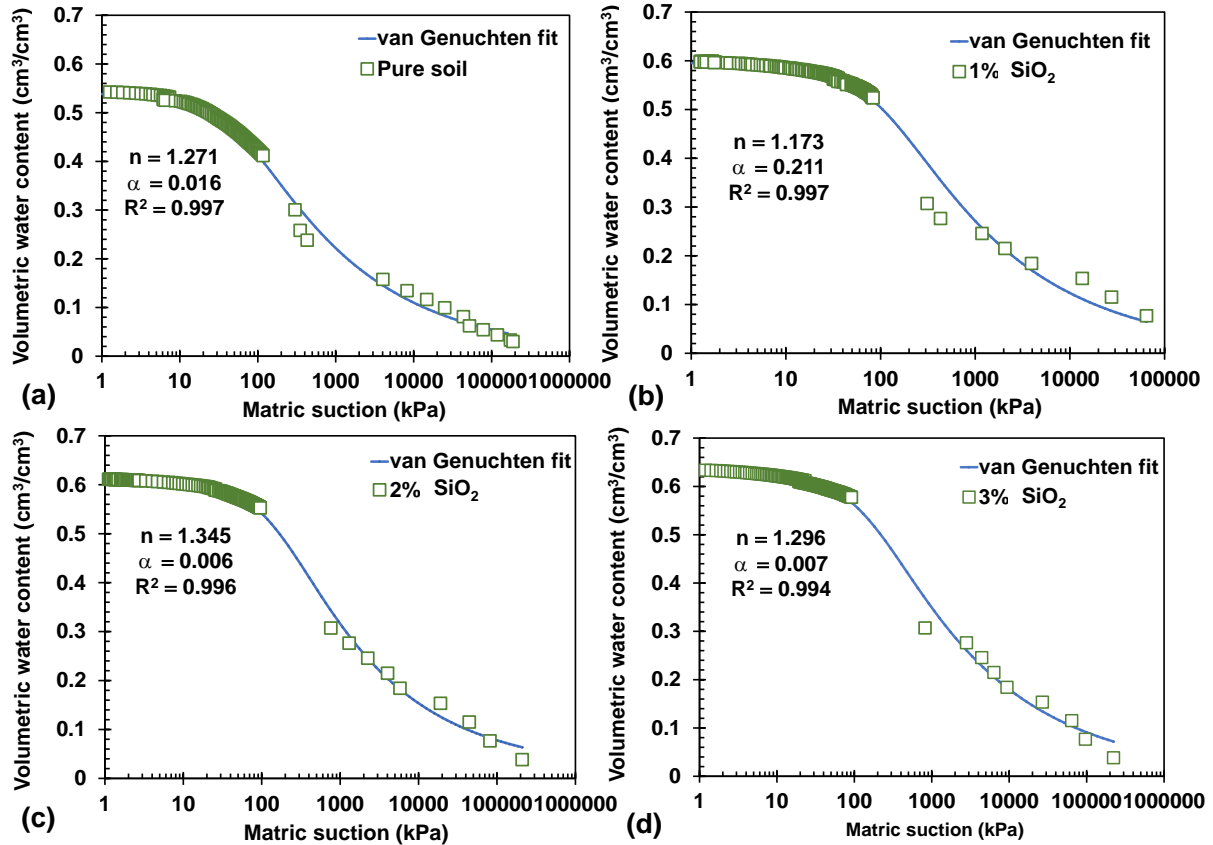 0.7
0.6
0.5
0.4
0.3
0.2
0.1
0
Volumetric water content (cm³/cm³)
van Genuchten fit
Pure soil
n = 1.271
α = 0.016
R² = 0.997
1 10 100 1000 10000 100000 1000000
Matric suction (kPa)
(a)
0.7
0.6
0.5
0.4
0.3
0.2
0.1
0
Volumetric water content (cm³/cm³)
van Genuchten fit
1% SiO₂
n = 1.173
α = 0.211
R² = 0.997
1 10 100 1000 10000 100000
Matric suction (kPa)
(b)
0.7
0.6
0.5
0.4
0.3
0.2
0.1
0
Volumetric water content (cm³/cm³)
van Genuchten fit
2% SiO₂
n = 1.345
α = 0.006
R² = 0.996
1 10 100 1000 10000 100000 1000000
Matric suction (kPa)
(c)
0.7
0.6
0.5
0.4
0.3
0.2
0.1
0
Volumetric water content (cm³/cm³)
van Genuchten fit
3% SiO₂
n = 1.296
α = 0.007
R² = 0.994
1 10 100 1000 10000 100000 1000000
Matric suction (kPa)
(d)